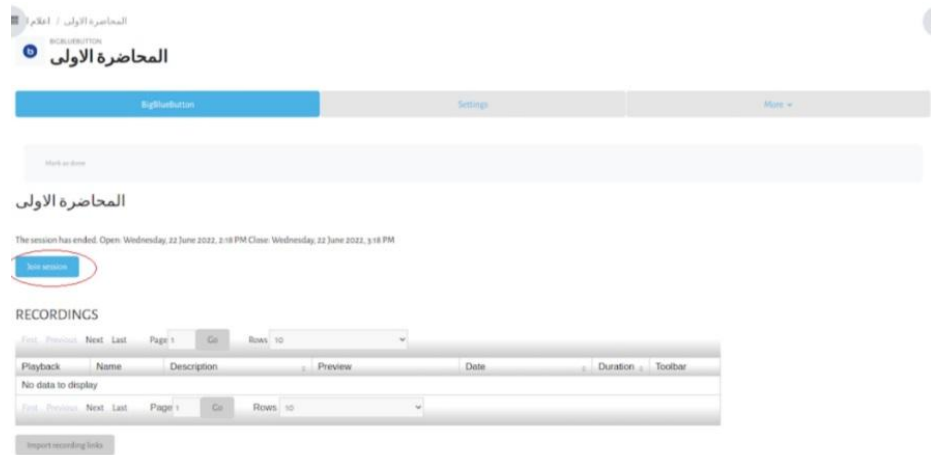 المحاضرة الاولى / اعلام ا
BIGBLUEBUTTON
المحاضرة الاولى
BigBlueButton Settings More
Mark as done
المحاضرة الاولى
The session has ended. Open: Wednesday, 22 June 2022, 2:18 PM Close: Wednesday, 22 June 2022, 3:18 PM
Join session
RECORDINGS
First Previous Next Last Page 1 Go Rows 10
Playback Name Description Preview Date Duration Toolbar
No data to display
First Previous Next Last Page 1 Go Rows 10
Import recording links